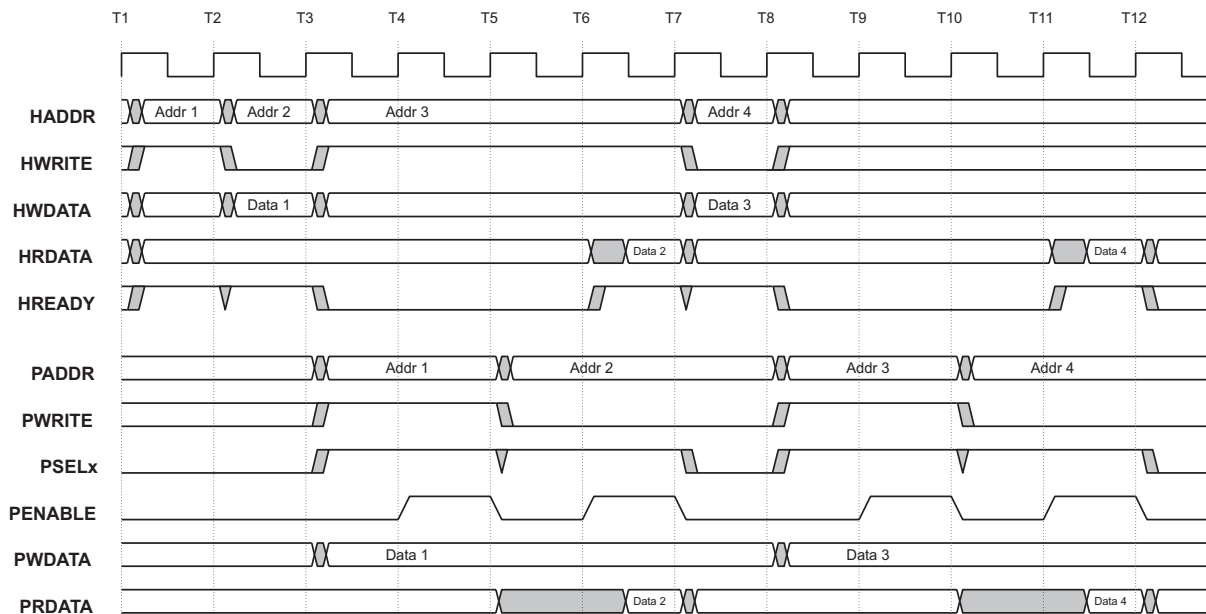 T1 T2 T3 T4 T5 T6 T7 T8 T9 T10 T11 T12
HADDR Addr 1 Addr 2 Addr 3 Addr 4
HWRITE
HWDATA Data 1 Data 3
HRDATA Data 2 Data 4
HREADY
PADDR Addr 1 Addr 2 Addr 3 Addr 4
PWRITE
PSELx
PENABLE
PWDATA Data 1 Data 3
PRDATA Data 2 Data 4